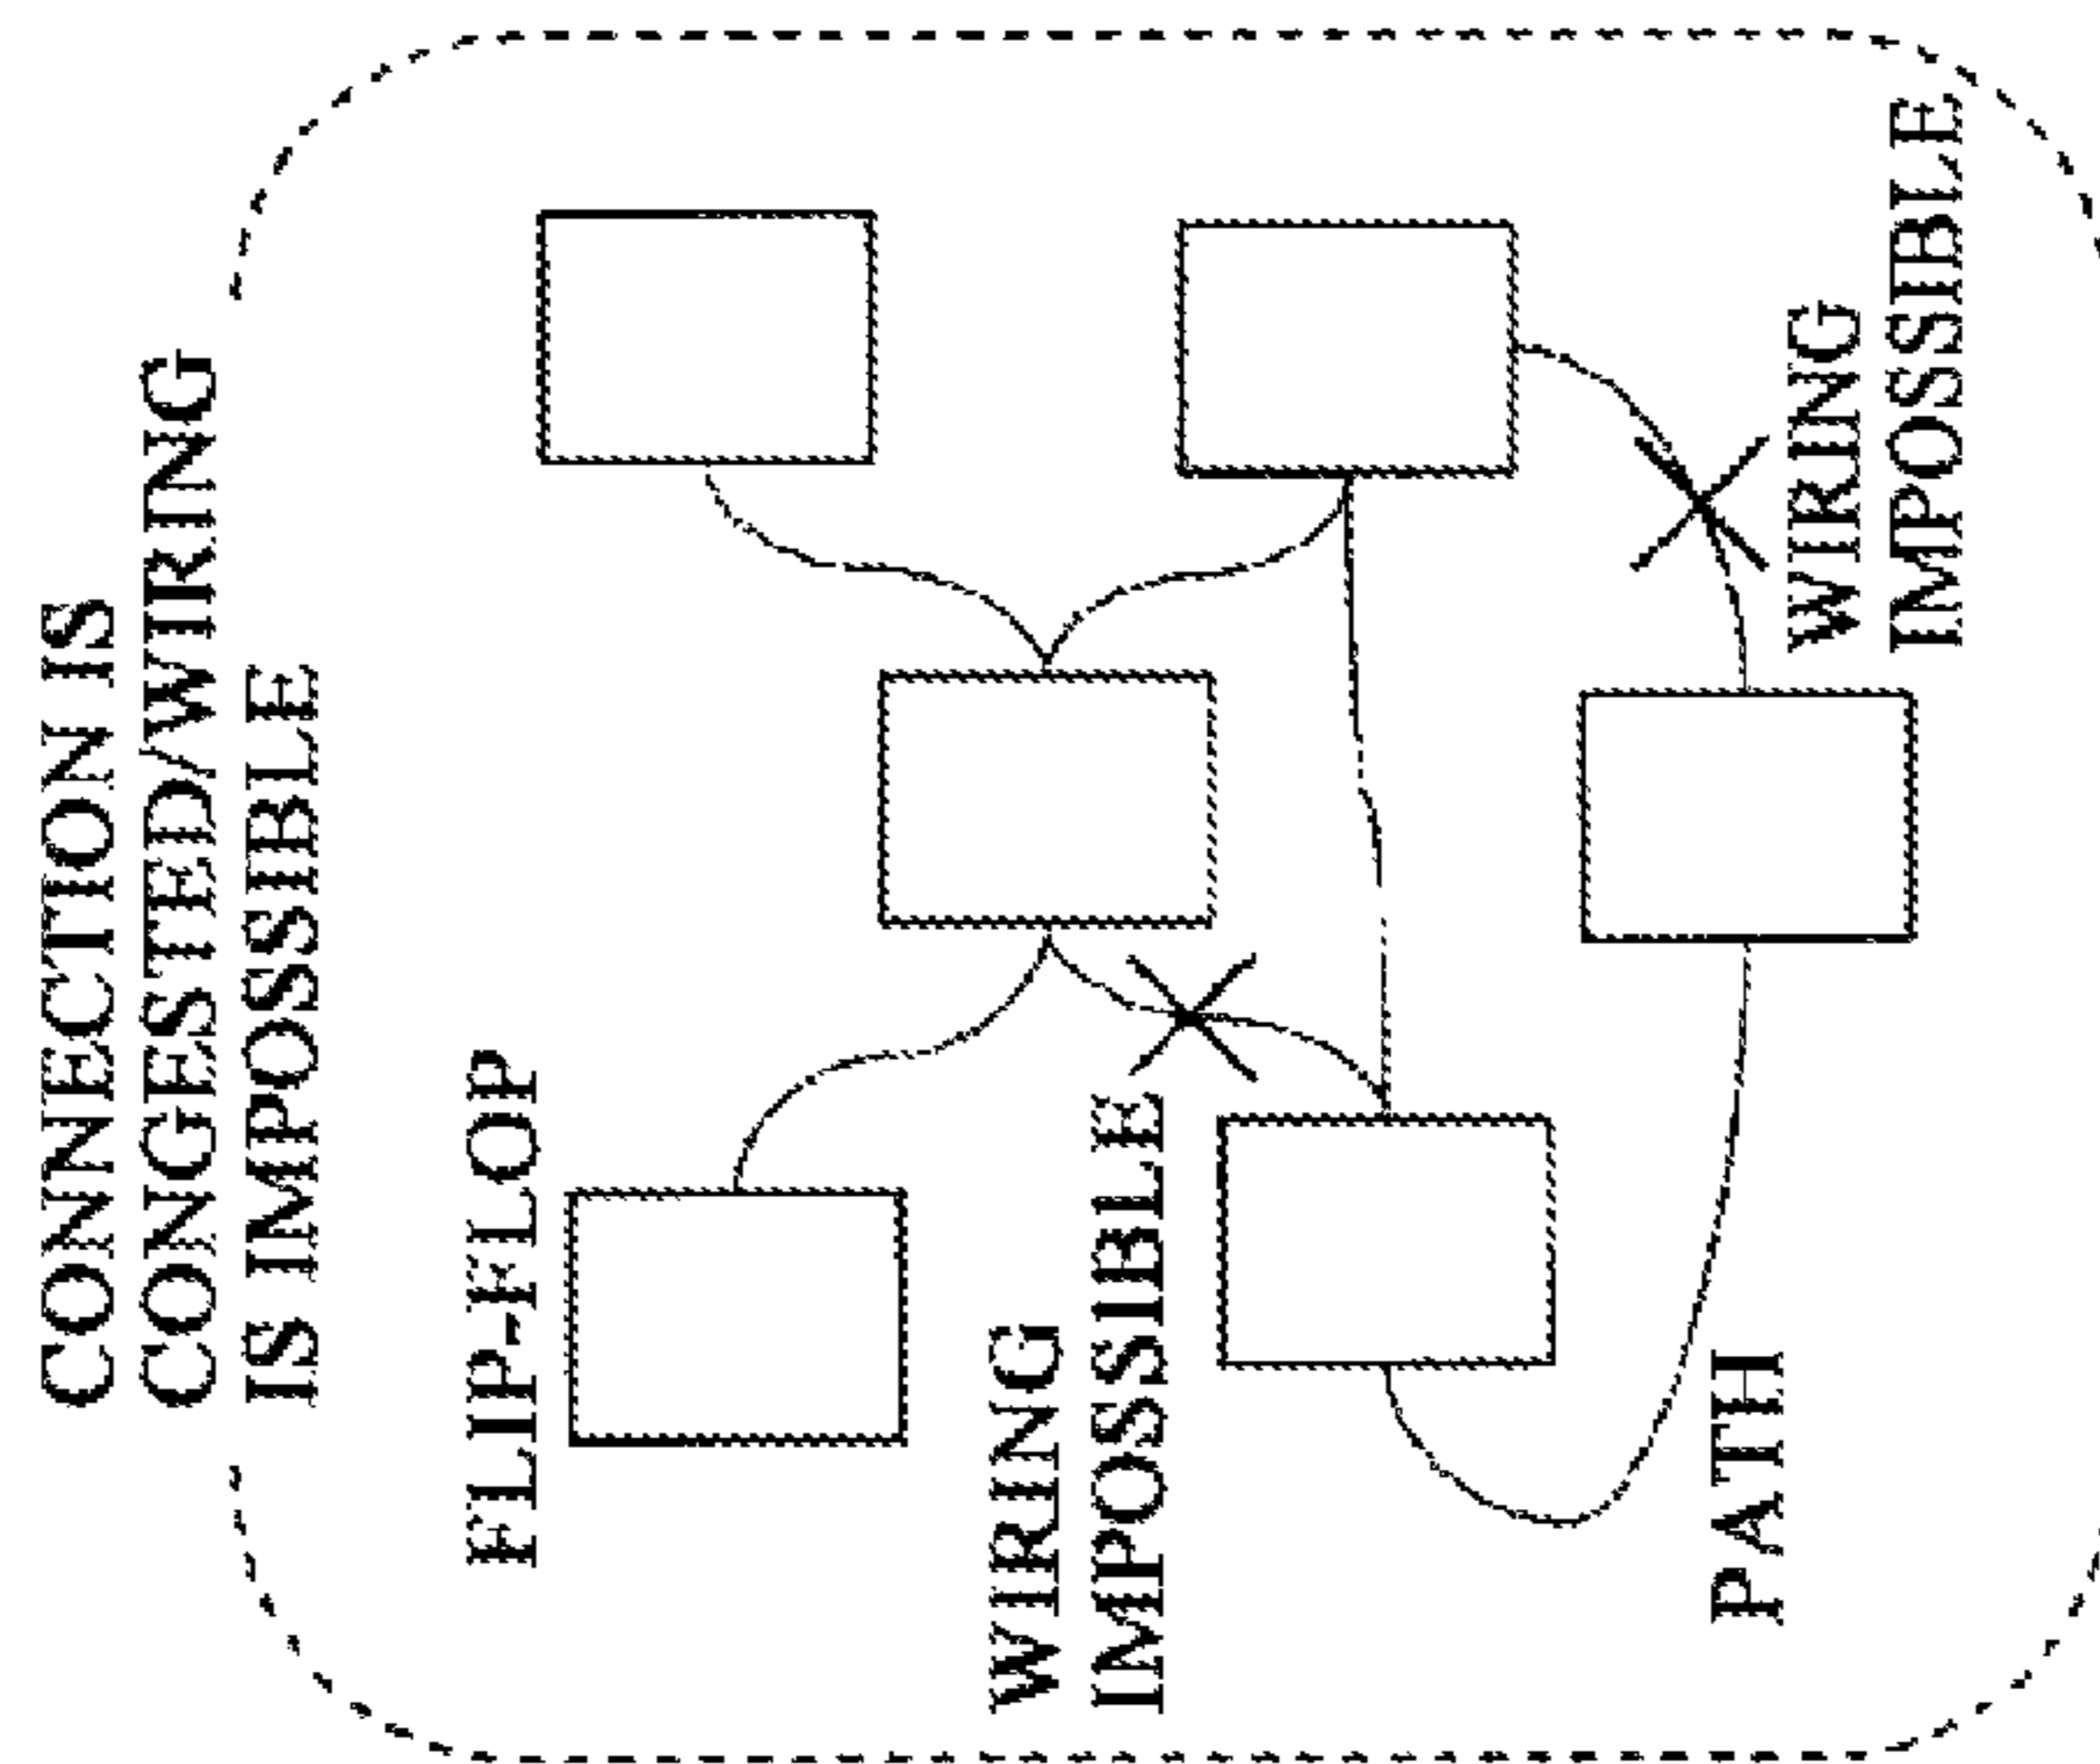 CONNECTION IS
CONGESTED/WIRING
IS IMPOSSIBLE
FLIP-FLOP
WIRING
IMPOSSIBLE
PATH
WIRING
IMPOSSIBLE